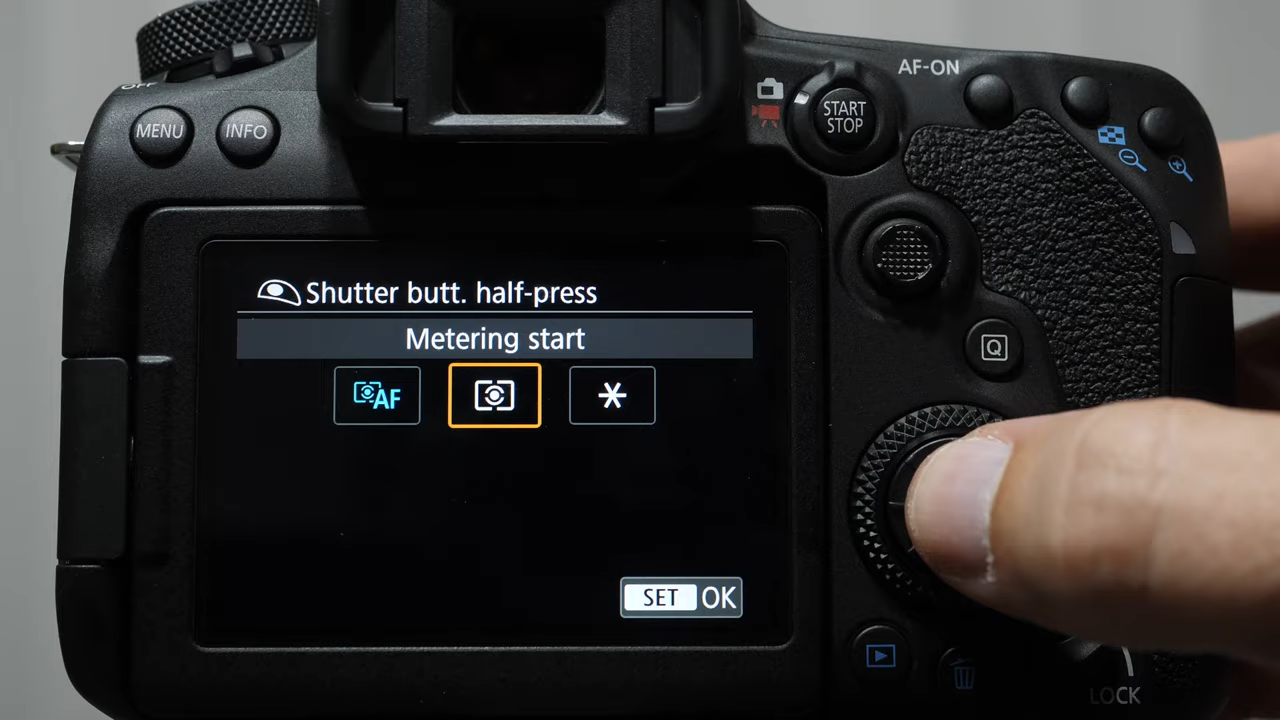 OFF
MENU
INFO
START
STOP
AF-ON
Shutter butt. half-press
Metering start
AF
Q
SET OK
LOCK